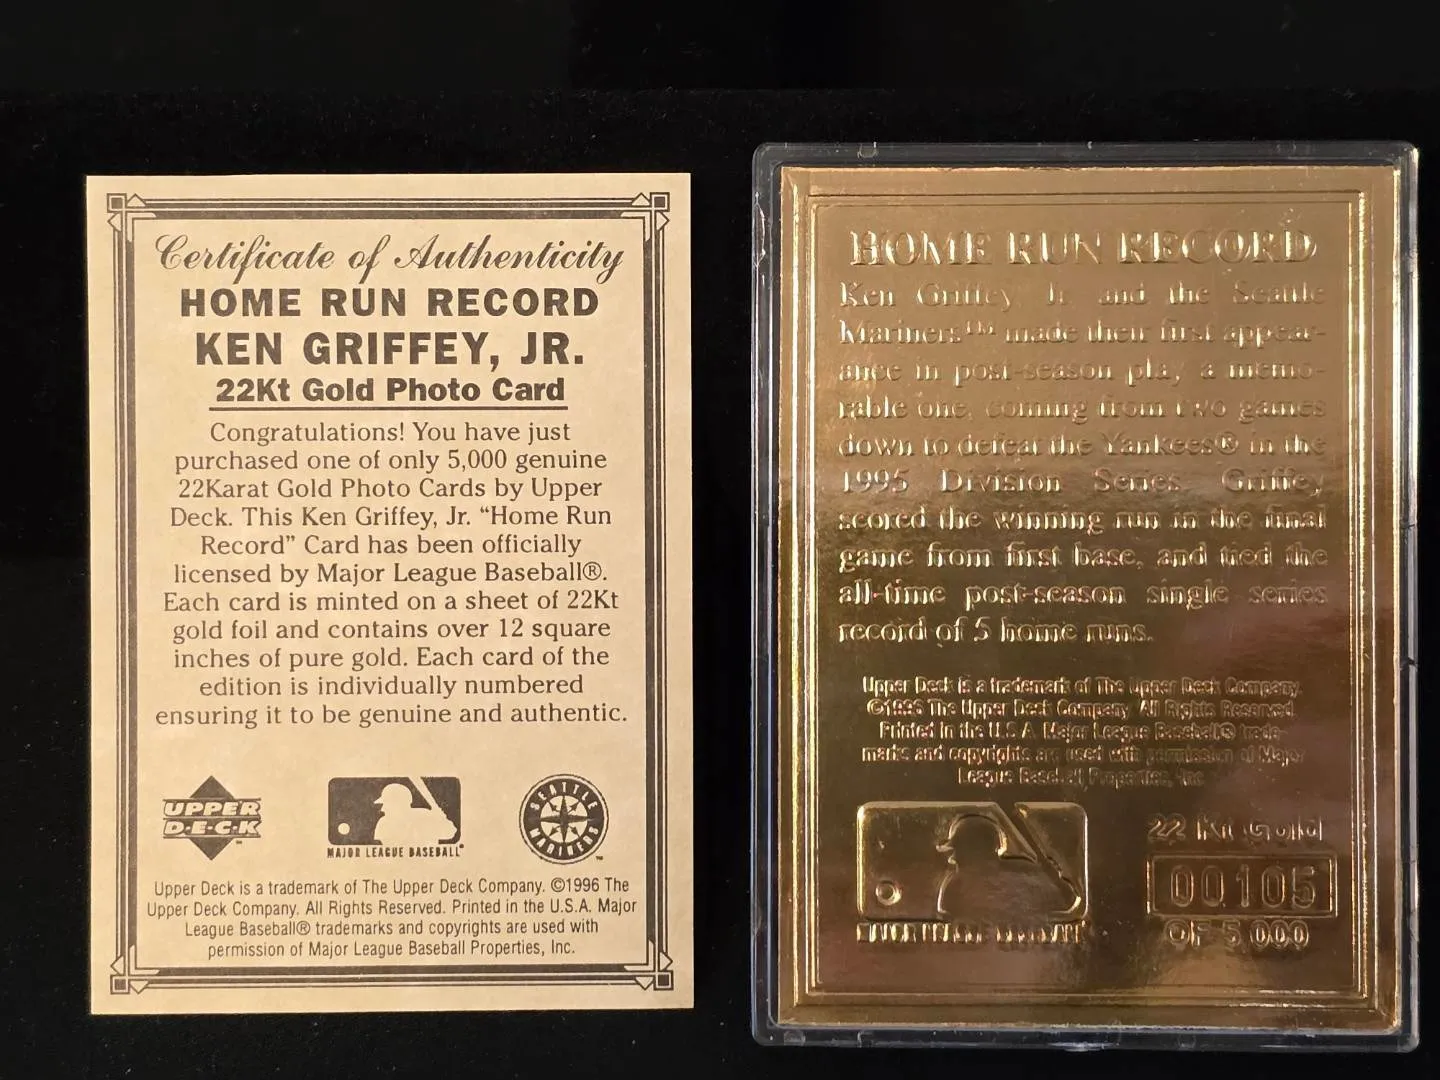 Certificate of Authenticity
HOME RUN RECORD
KEN GRIFFEY, JR.
22Kt Gold Photo Card
Congratulations! You have just
purchased one of only 5,000 genuine
22Karat Gold Photo Cards by Upper
Deck. This Ken Griffey, Jr. “Home Run
Record” Card has been officially
licensed by Major League Baseball®.
Each card is minted on a sheet of 22Kt
gold foil and contains over 12 square
inches of pure gold. Each card of the
edition is individually numbered
ensuring it to be genuine and authentic.
UPPER
D·E·C·K
™
MAJOR LEAGUE BASEBALL®
SEATTLE
MARINERS
™
Upper Deck is a trademark of The Upper Deck Company. ©1996 The
Upper Deck Company. All Rights Reserved. Printed in the U.S.A. Major
League Baseball® trademarks and copyrights are used with
permission of Major League Baseball Properties, Inc.
HOME RUN RECORD
Ken Griffey Jr. and the Seattle
Mariners™ made their first appear-
ance in post-season play a memo-
rable one, coming from two games
down to defeat the Yankees® in the
1995 Division Series. Griffey
scored the winning run in the final
game from first base, and tied the
all-time post-season single series
record of 5 home runs.
Upper Deck is a trademark of The Upper Deck Company.
©1996 The Upper Deck Company. All Rights Reserved.
Printed in the U.S.A. Major League Baseball® trade-
marks and copyrights are used with permission of Major
League Baseball Properties, Inc.
MAJOR LEAGUE BASEBALL
22 Kt Gold
00105
OF 5,000